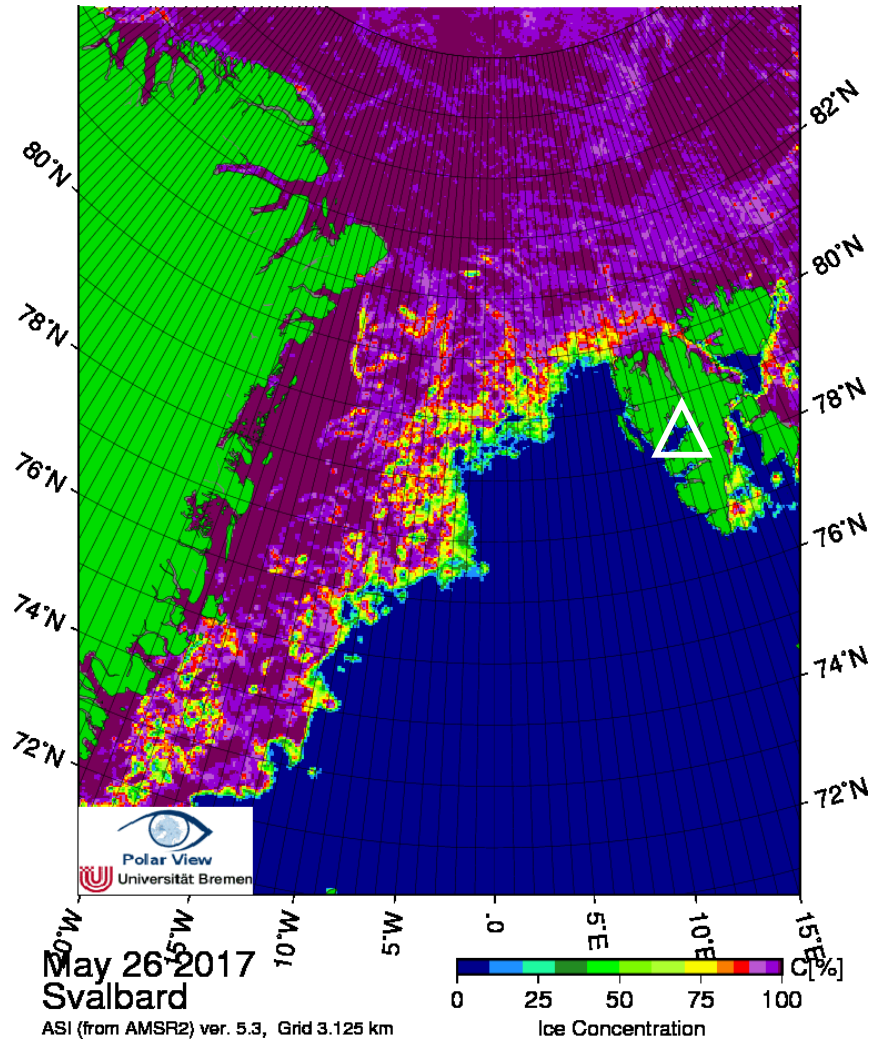 82°N
80°N
80°N
78°N
78°N
76°N
76°N
74°N
74°N
72°N
72°N
Polar View
Universität Bremen
20°W
15°W
10°W
5°W
0°
5°E
10°E
15°E
May 26 2017
Svalbard
ASI (from AMSR2) ver. 5.3, Grid 3.125 km
C[%]
0 25 50 75 100
Ice Concentration